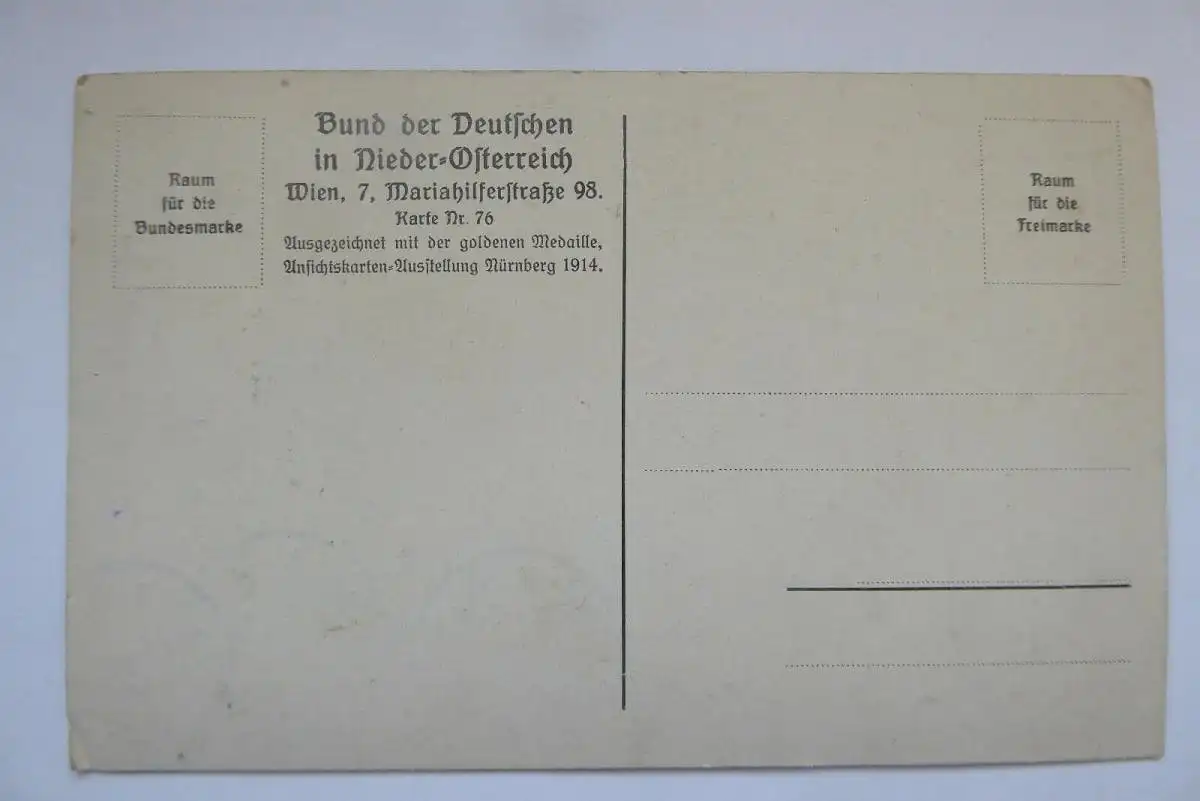 Bund der Deutschen
in Nieder-Österreich
Wien, 7, Mariahilferstraße 98.
Karte Nr. 76
Ausgezeichnet mit der goldenen Medaille,
Ansichtskarten-Ausstellung Nürnberg 1914.
Raum
für die
Bundesmarke
Raum
für die
Freimarke